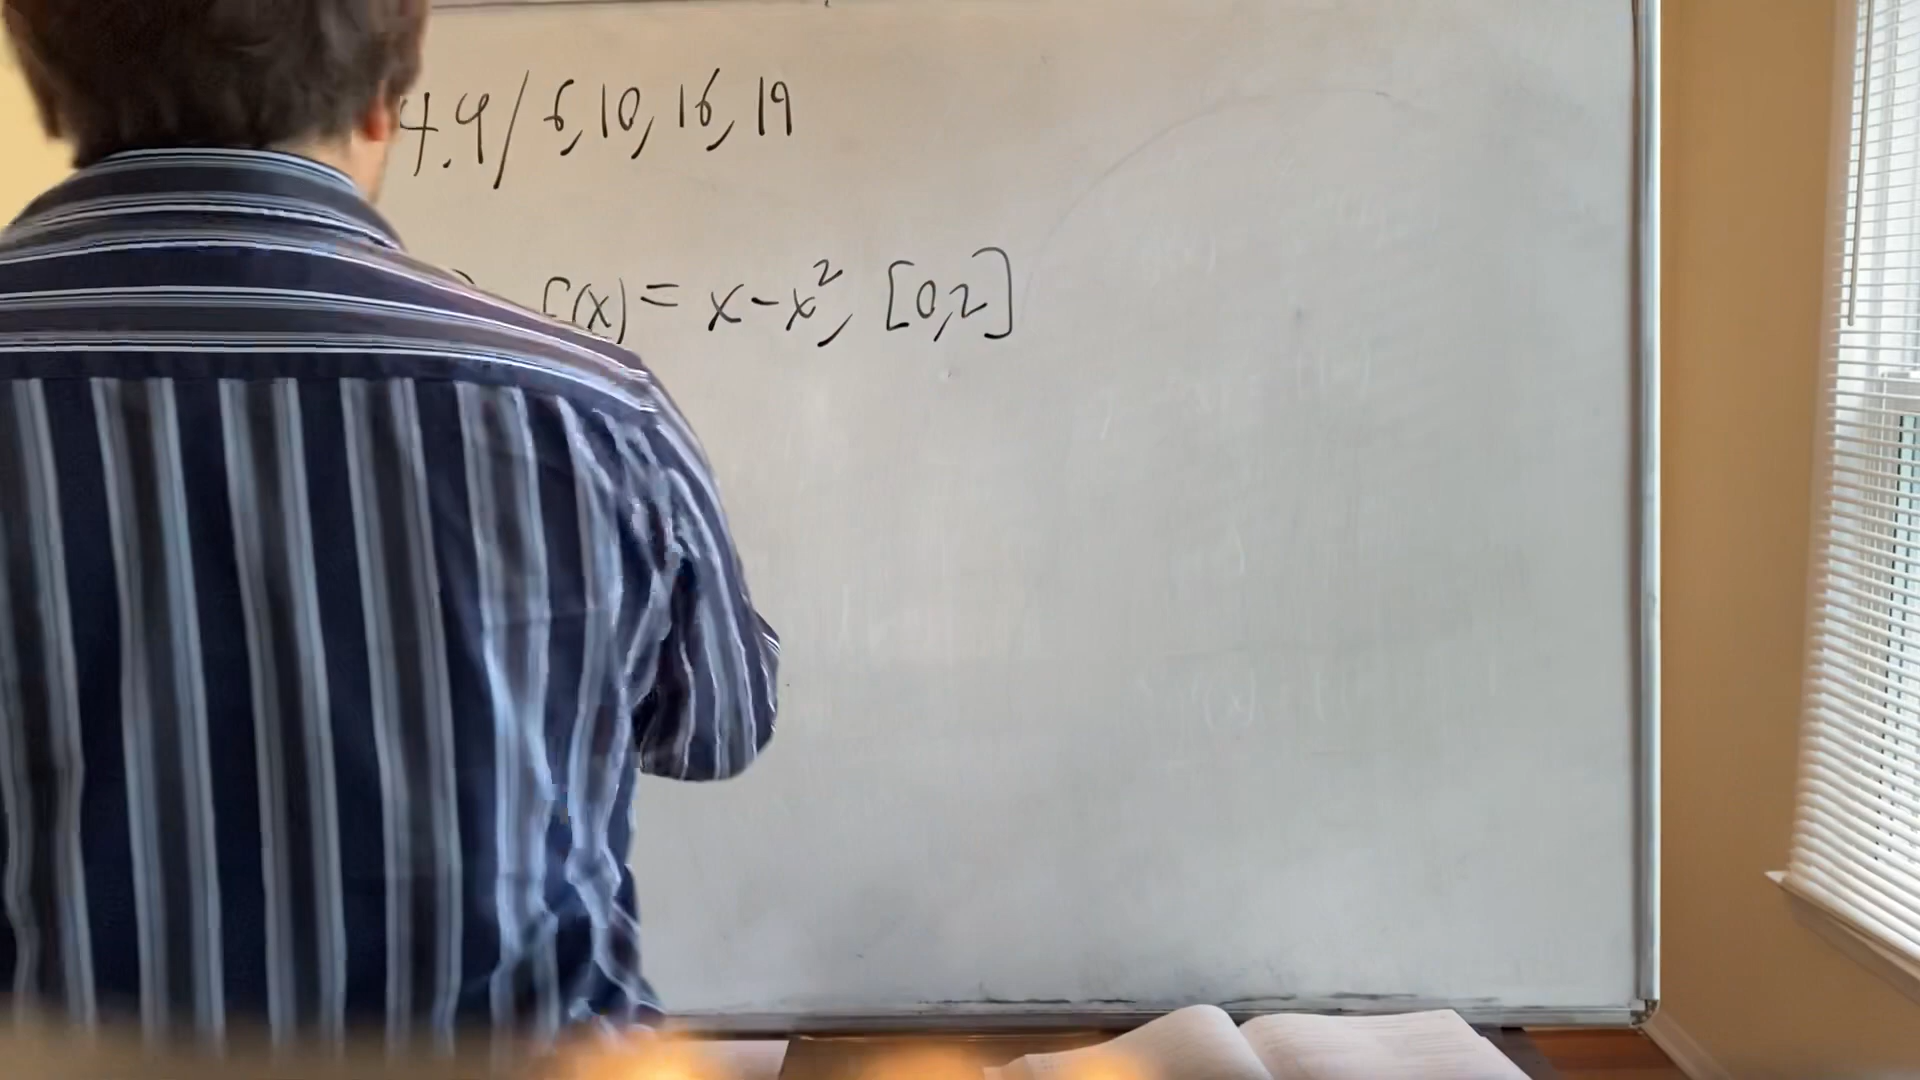 4.9/ 6, 10, 16, 19
f(x) = x - x², [0,2]